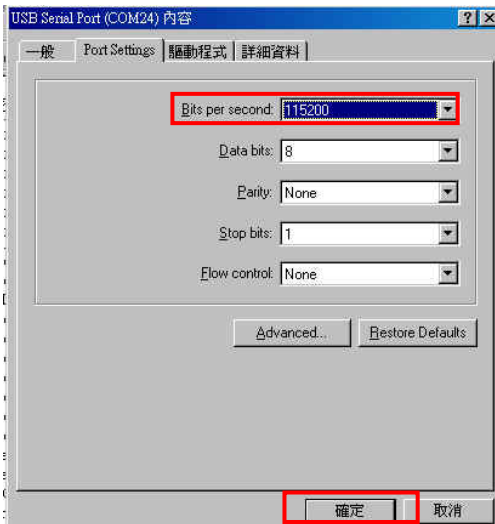 USB Serial Port (COM24) 內容
一般 Port Settings 驅動程式 詳細資料
Bits per second: 115200
Data bits: 8
Parity: None
Stop bits: 1
Flow control: None
Advanced... Restore Defaults
確定 取消